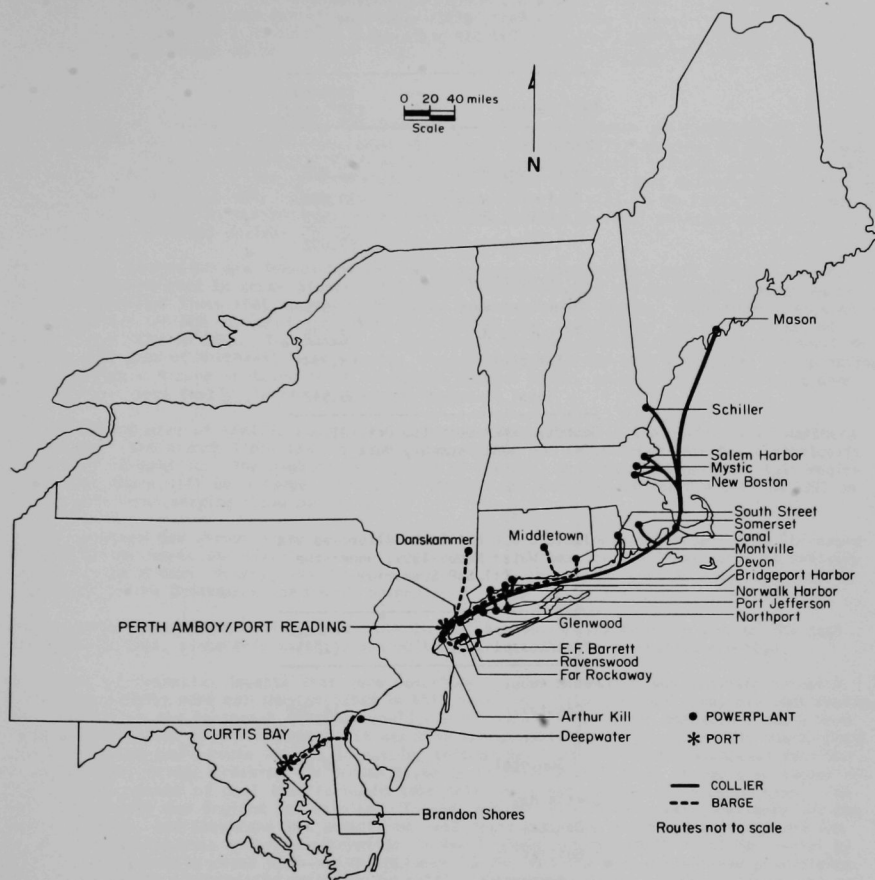 0 20 40 miles
Scale
N
Mason
Schiller
Salem Harbor
Mystic
New Boston
South Street
Somerset
Canal
Montville
Devon
Bridgeport Harbor
Norwalk Harbor
Port Jefferson
Northport
Danskammer
Middletown
PERTH AMBOY/PORT READING
Glenwood
E.F. Barrett
Ravenswood
Far Rockaway
Arthur Kill
Deepwater
CURTIS BAY
Brandon Shores
POWERPLANT
PORT
COLLIER
BARGE
Routes not to scale